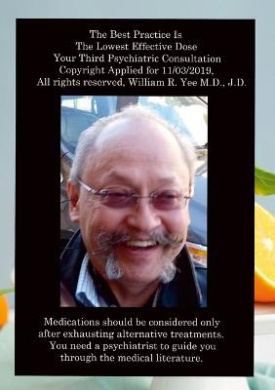 The Best Practice Is
The Lowest Effective Dose
Your Third Psychiatric Consultation
Copyright Applied for 11/03/2019,
All rights reserved, William R. Yee M.D., J.D.
Medications should be considered only
after exhausting alternative treatments.
You need a psychiatrist to guide you
through the medical literature.